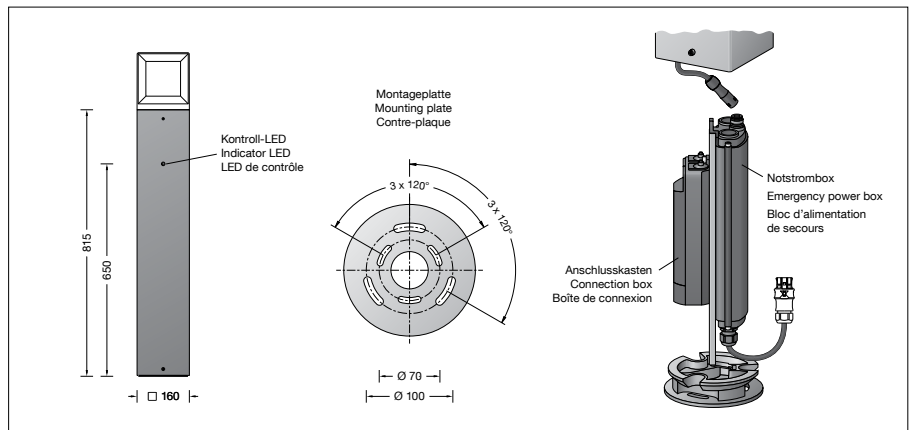 Kontroll-LED
Indicator LED
LED de contrôle
815
650
□ 160
Montageplatte
Mounting plate
Contre-plaque
3 x 120°
3 x 120°
Ø 70
Ø 100
Anschlusskasten
Connection box
Boîte de connexion
Notstrombox
Emergency power box
Bloc d’alimentation
de secours